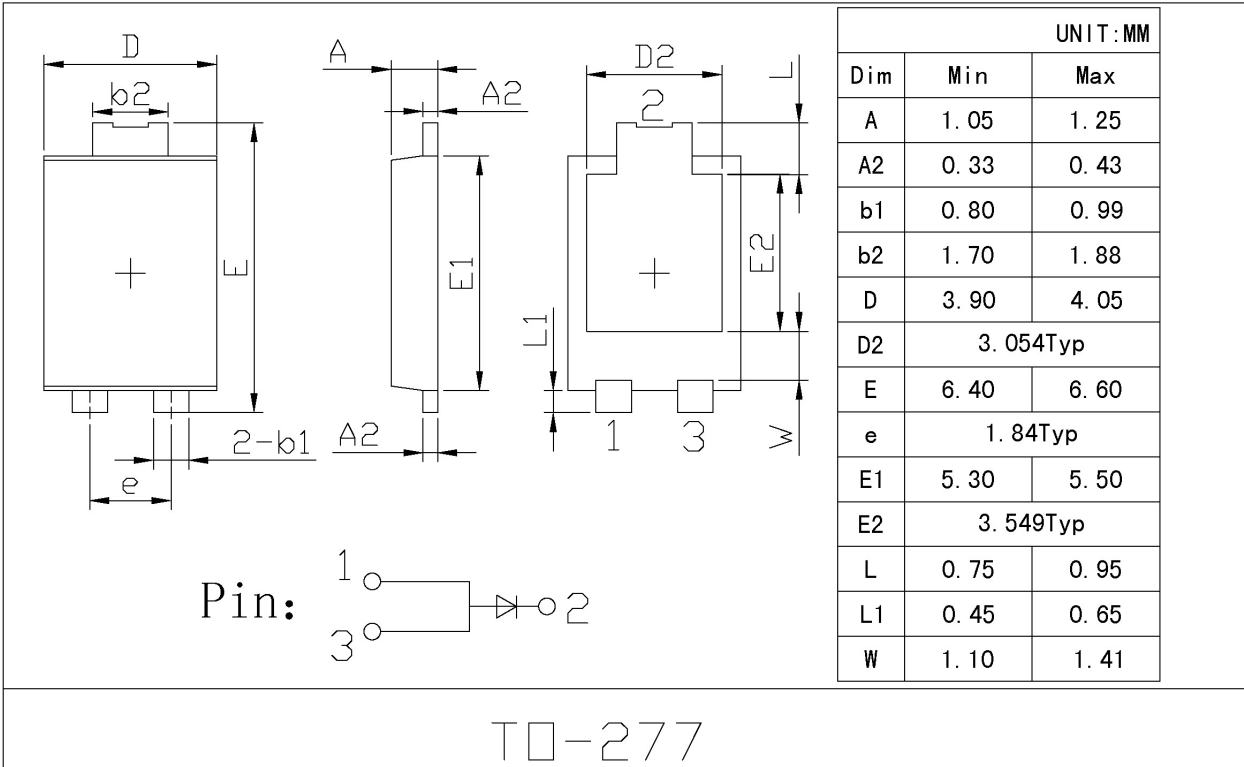 D
b2
E
2-b1
e
A
A2
E1
A2
D2
L
2
E2
L1
W
1 3
Pin:
1
3
2
UNIT:MM
Dim Min Max
A 1.05 1.25
A2 0.33 0.43
b1 0.80 0.99
b2 1.70 1.88
D 3.90 4.05
D2 3.054Typ
E 6.40 6.60
e 1.84Typ
E1 5.30 5.50
E2 3.549Typ
L 0.75 0.95
L1 0.45 0.65
W 1.10 1.41
TO-277